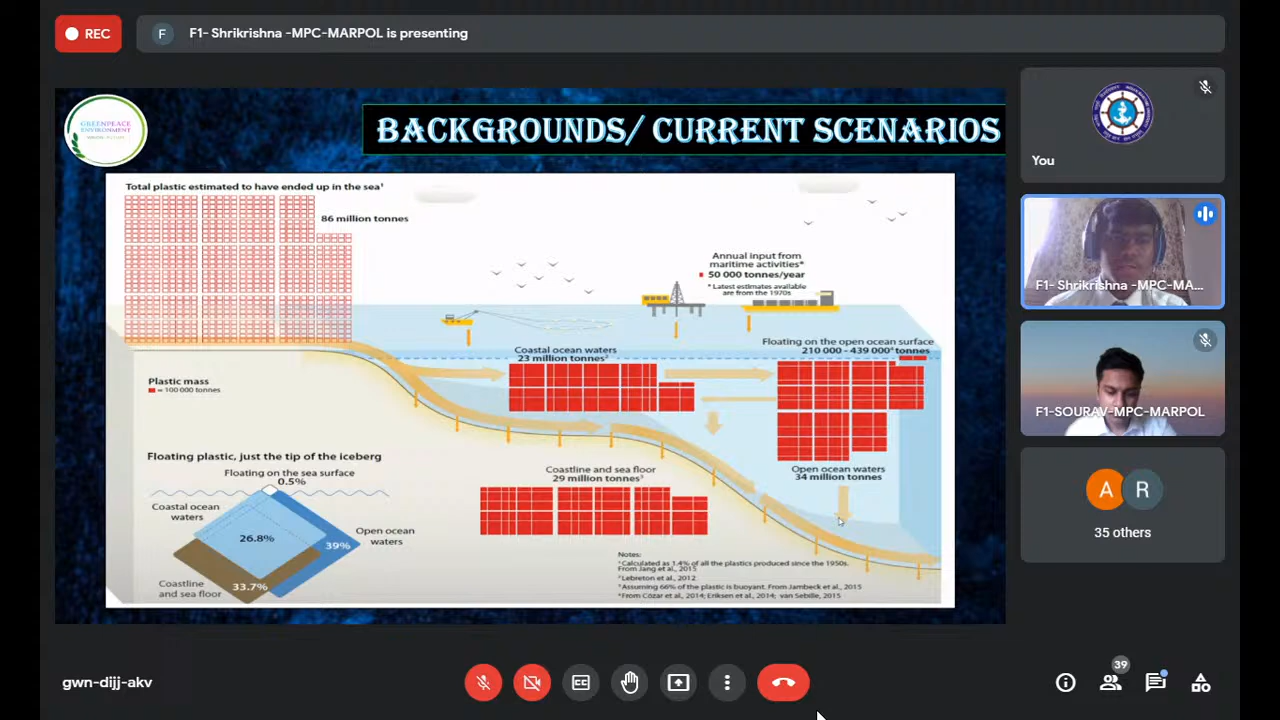 REC
F
F1- Shrikrishna -MPC-MARPOL is presenting
GREENPEACE
ENVIRONMENT
BACKGROUNDS/ CURRENT SCENARIOS
You
Total plastic estimated to have ended up in the sea¹
86 million tonnes
Annual input from
maritime activities*
50 000 tonnes/year
* Latest estimates available
are from the 1970s
F1- Shrikrishna -MPC-MA...
Coastal ocean waters
23 million tonnes²
Floating on the open ocean surface
210 000 - 439 000⁴ tonnes
Plastic mass
= 100 000 tonnes
F1-SOURAV-MPC-MARPOL
Floating plastic, just the tip of the iceberg
Floating on the sea surface
0.5%
Coastal ocean
waters
26.8%
Open ocean
waters
39%
Coastline
and sea floor
33.7%
Coastline and sea floor
29 million tonnes³
Open ocean waters
34 million tonnes
Notes:
¹Calculated as 1.4% of all the plastics produced since the 1950s.
From Jang et al., 2015
²Lebreton et al., 2012
³Assuming 66% of the plastic is buoyant. From Jambeck et al., 2015
⁴From Cozar et al., 2014; Eriksen et al., 2014; van Sebille, 2015
A
R
35 others
gwn-dijj-akv
CC
39